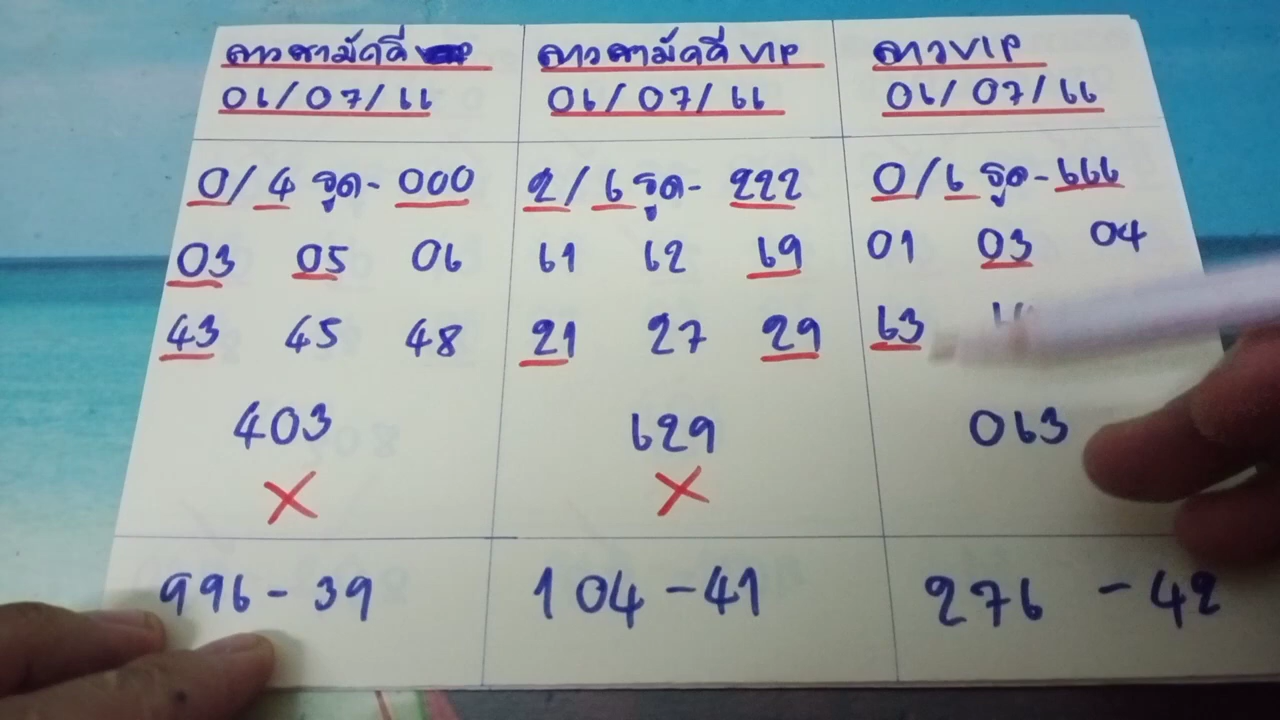 ลาวสามัคคี
06/07/66
0/4 รูด- 000
03 05 06
43 45 48
403
996 - 39
ลาวสามัคคี VIP
06/07/66
2/6 รูด- 222
61 62 69
21 27 29
629
104 - 41
ลาวVIP
06/07/66
0/6 รูด- 666
01 03 04
63
063
276 - 42